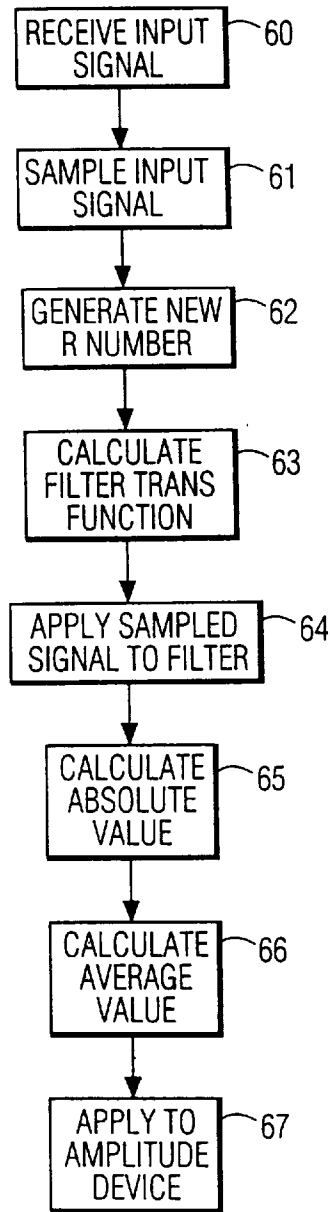 RECEIVE INPUT
SIGNAL
60
SAMPLE INPUT
SIGNAL
61
GENERATE NEW
R NUMBER
62
CALCULATE
FILTER TRANS
FUNCTION
63
APPLY SAMPLED
SIGNAL TO FILTER
64
CALCULATE
ABSOLUTE
VALUE
65
CALCULATE
AVERAGE
VALUE
66
APPLY TO
AMPLITUDE
DEVICE
67